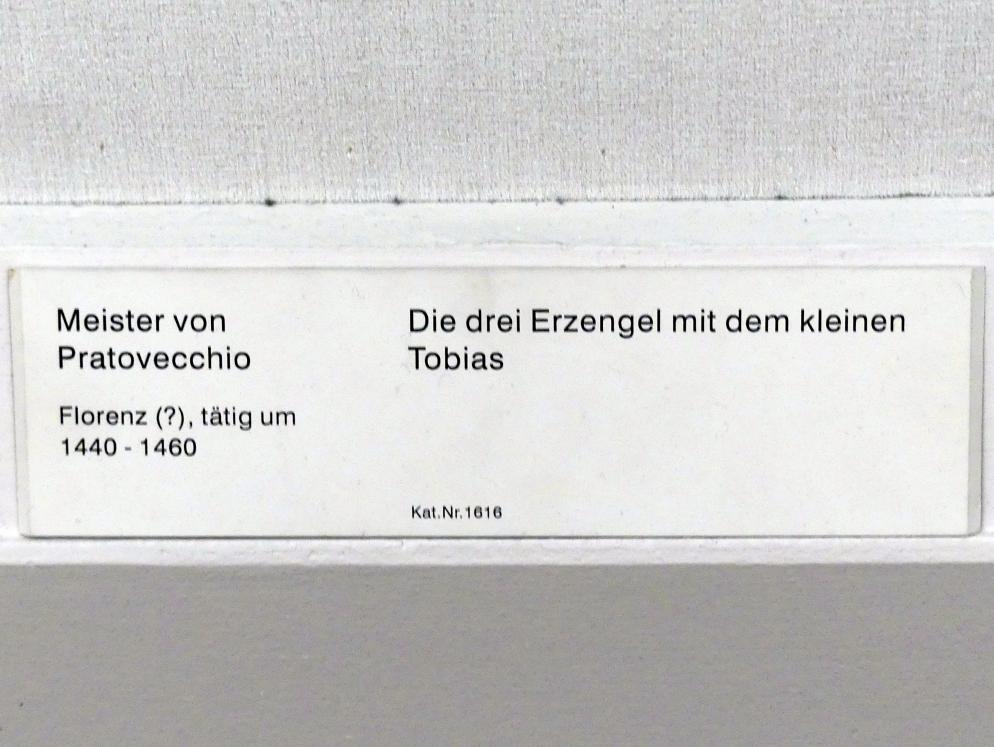 Meister von
Pratovecchio
Florenz (?), tätig um
1440 - 1460
Die drei Erzengel mit dem kleinen
Tobias
Kat.Nr.1616